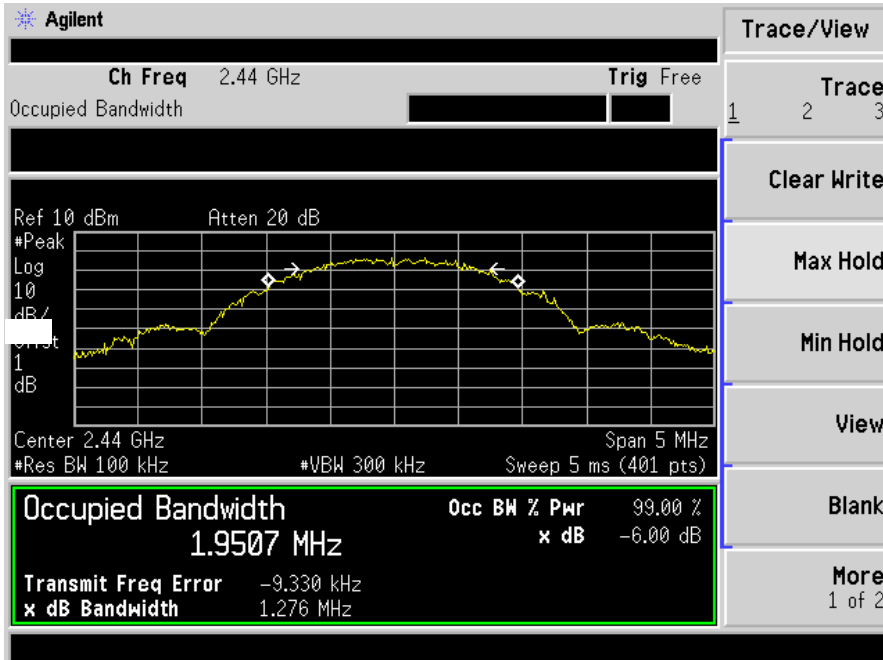 Agilent
Trace/View
Ch Freq 2.44 GHz Trig Free
Occupied Bandwidth
Trace
1 2 3
Clear Write
Max Hold
Min Hold
View
Blank
More
1 of 2
Ref 10 dBm Atten 20 dB
#Peak
Log
10
dB/
1
dB
Center 2.44 GHz Span 5 MHz
#Res BW 100 kHz #VBW 300 kHz Sweep 5 ms (401 pts)
Occupied Bandwidth Occ BW % Pwr 99.00 %
1.9507 MHz x dB -6.00 dB
Transmit Freq Error -9.330 kHz
x dB Bandwidth 1.276 MHz